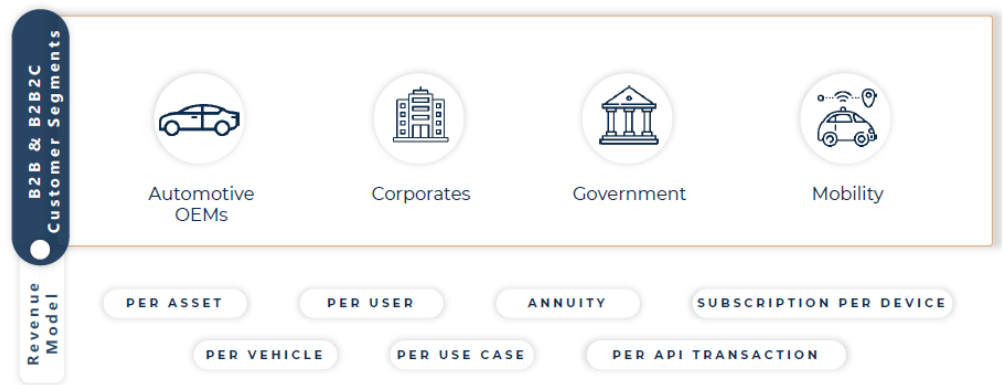 B2B & B2B2C
Customer Segments
Automotive
OEMs
Corporates
Government
Mobility
Revenue
Model
PER ASSET
PER USER
ANNUITY
SUBSCRIPTION PER DEVICE
PER VEHICLE
PER USE CASE
PER API TRANSACTION